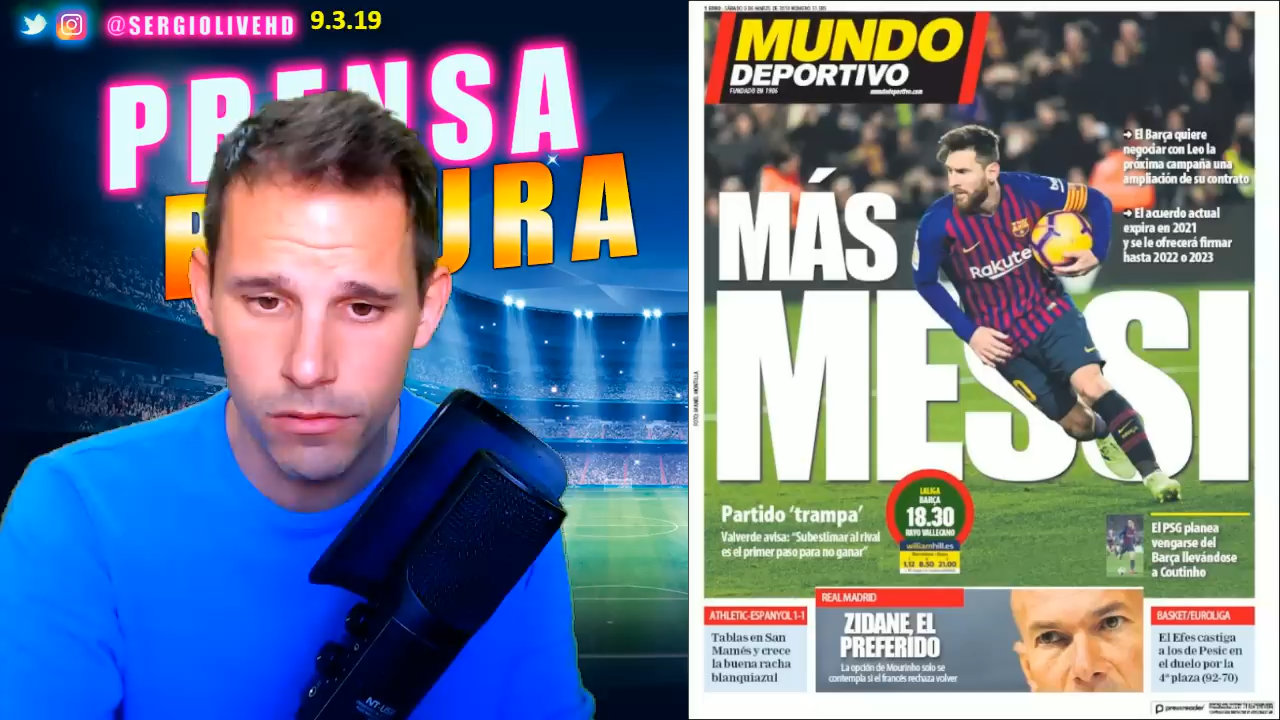 @SERGIOLIVEHD 9.3.19
PRENSA
URA
MUNDO
DEPORTIVO
FUNDADO EN 1906
mundodeportivo.com
→ El Barça quiere
negociar con Leo la
próxima campaña una
ampliación de su contrato
→ El acuerdo actual
expira en 2021
y se le ofrecerá firmar
hasta 2022 o 2023
Rakute
MÁS
MESSI
Partido ‘trampa’
Valverde avisa: “Subestimar al rival
es el primer paso para no ganar”
LALIGA
BARÇA
18.30
RAYO VALLECANO
williamhill.es
1.12 8.50 21.00
El PSG planea
vengarse del
Barça llevándose
a Coutinho
ATHLETIC-ESPANYOL 1-1
Tablas en San
Mamés y crece
la buena racha
blanquiazul
REAL MADRID
ZIDANE, EL
PREFERIDO
La opción de Mourinho solo se
contempla si el francés rechaza volver
BASKET/EUROLIGA
El Efes castiga
a los de Pesic en
el duelo por la
4ª plaza (92-70)
pressreader